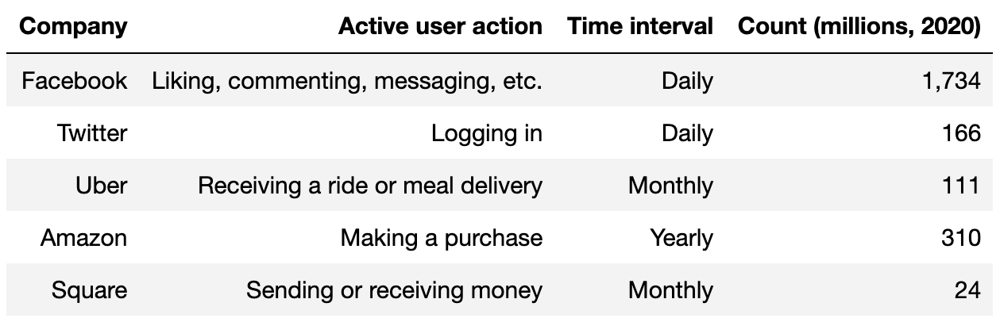 Company Active user action Time interval Count (millions, 2020)
Facebook Liking, commenting, messaging, etc. Daily 1,734
Twitter Logging in Daily 166
Uber Receiving a ride or meal delivery Monthly 111
Amazon Making a purchase Yearly 310
Square Sending or receiving money Monthly 24